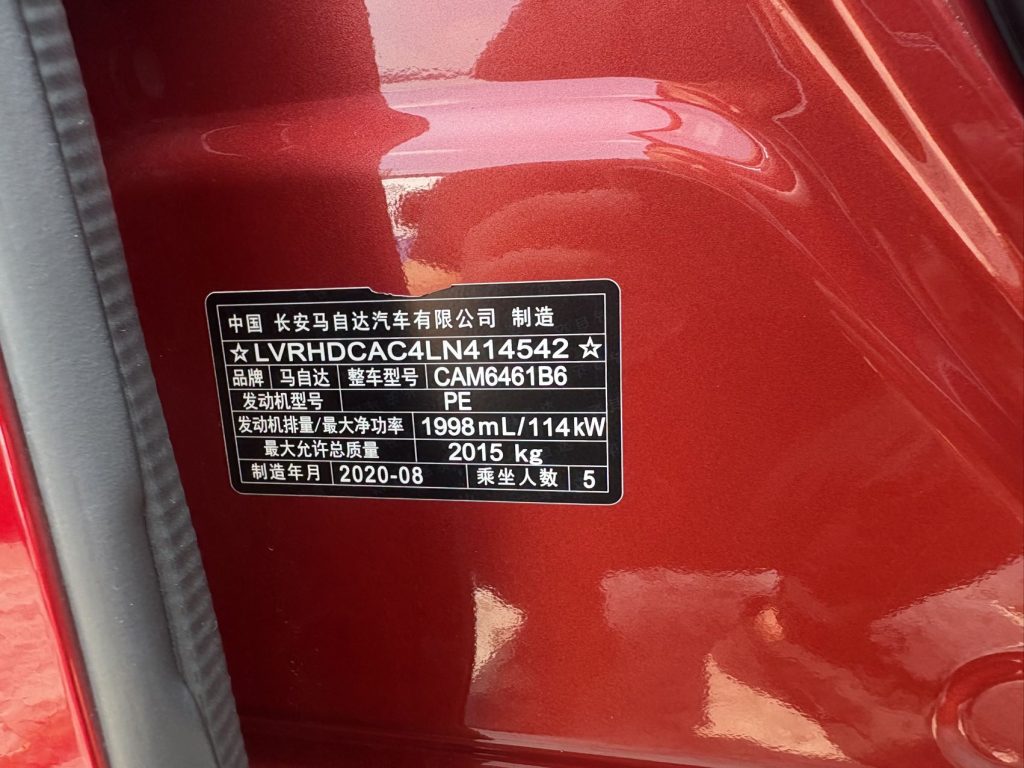 中国 长安马自达汽车有限公司 制造
☆LVRHDCAC4LN414542☆
品牌 马自达 整车型号 CAM6461B6
发动机型号 PE
发动机排量/最大净功率 1998mL/114kW
最大允许总质量 2015 kg
制造年月 2020-08 乘坐人数 5